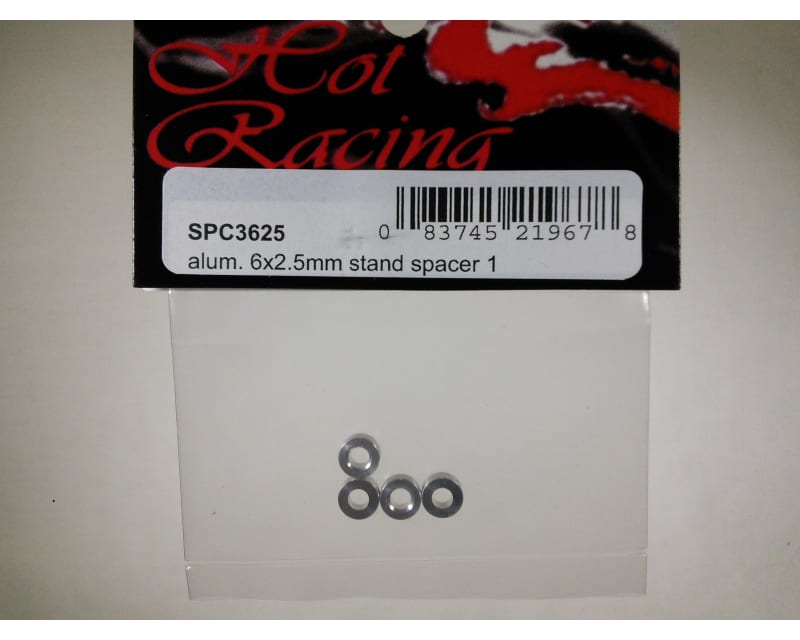 Hot
Racing
SPC3625
0 83745 21967 8
alum. 6x2.5mm stand spacer 1